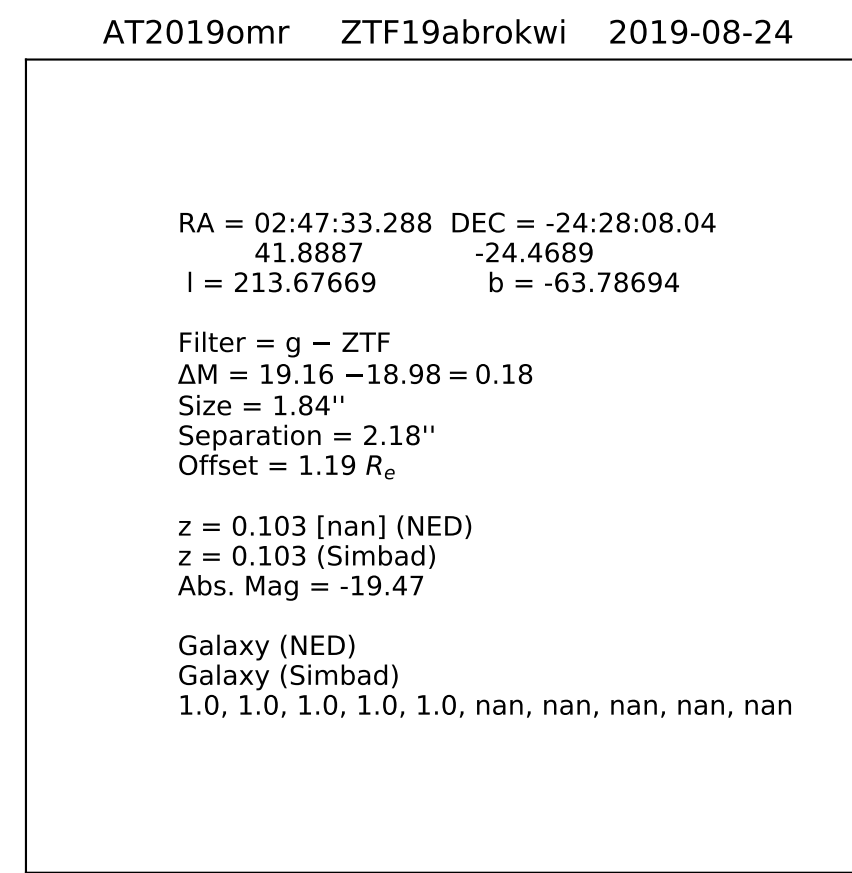 AT2019omr ZTF19abrokwi 2019-08-24
RA = 02:47:33.288 DEC = -24:28:08.04
41.8887 -24.4689
l = 213.67669 b = -63.78694
Filter = g − ZTF
ΔM = 19.16 −18.98 = 0.18
Size = 1.84''
Separation = 2.18''
Offset = 1.19 Rₑ
z = 0.103 [nan] (NED)
z = 0.103 (Simbad)
Abs. Mag = -19.47
Galaxy (NED)
Galaxy (Simbad)
1.0, 1.0, 1.0, 1.0, 1.0, nan, nan, nan, nan, nan